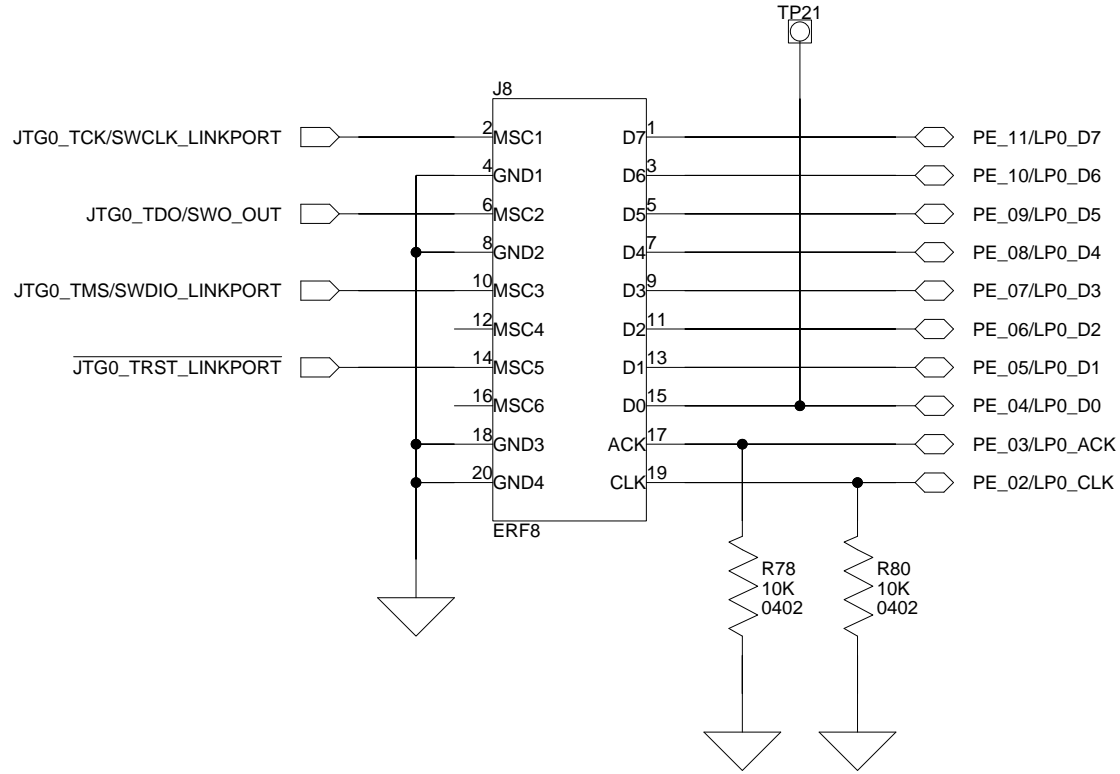 TP21
J8
JTG0_TCK/SWCLK_LINKPORT 2 MSC1 D7 1 PE_11/LP0_D7
4 GND1 D6 3 PE_10/LP0_D6
JTG0_TDO/SWO_OUT 6 MSC2 D5 5 PE_09/LP0_D5
8 GND2 D4 7 PE_08/LP0_D4
JTG0_TMS/SWDIO_LINKPORT 10 MSC3 D3 9 PE_07/LP0_D3
12 MSC4 D2 11 PE_06/LP0_D2
JTG0_TRST_LINKPORT 14 MSC5 D1 13 PE_05/LP0_D1
16 MSC6 D0 15 PE_04/LP0_D0
18 GND3 ACK 17 PE_03/LP0_ACK
20 GND4 CLK 19 PE_02/LP0_CLK
ERF8
R78 R80
10K 10K
0402 0402